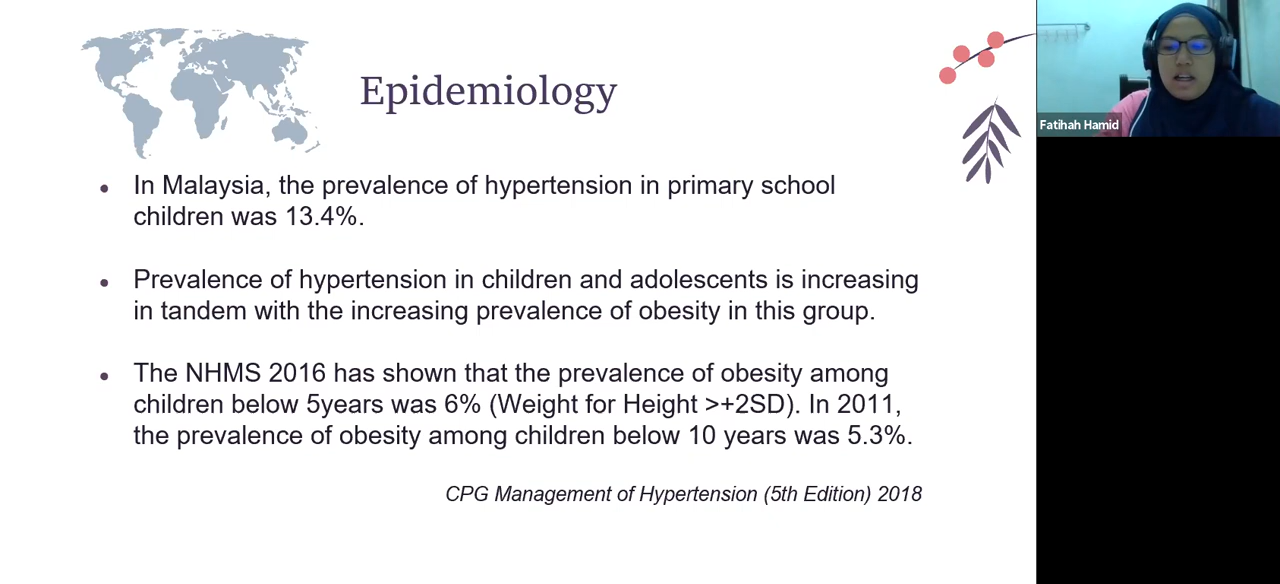 Epidemiology
Fatihah Hamid
• In Malaysia, the prevalence of hypertension in primary school
children was 13.4%.
• Prevalence of hypertension in children and adolescents is increasing
in tandem with the increasing prevalence of obesity in this group.
• The NHMS 2016 has shown that the prevalence of obesity among
children below 5years was 6% (Weight for Height >+2SD). In 2011,
the prevalence of obesity among children below 10 years was 5.3%.
CPG Management of Hypertension (5th Edition) 2018